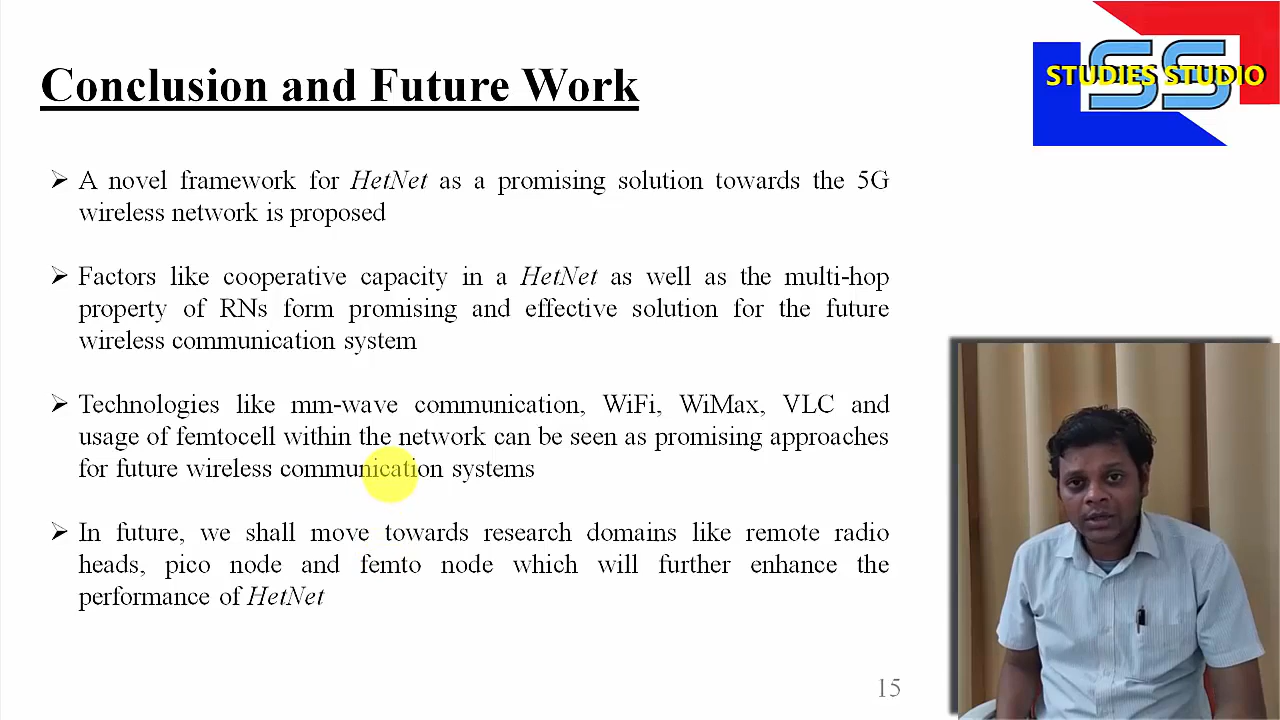 Conclusion and Future Work
SS
STUDIES STUDIO
➢ A novel framework for HetNet as a promising solution towards the 5G
wireless network is proposed
➢ Factors like cooperative capacity in a HetNet as well as the multi-hop
property of RNs form promising and effective solution for the future
wireless communication system
➢ Technologies like mm-wave communication, WiFi, WiMax, VLC and
usage of femtocell within the network can be seen as promising approaches
for future wireless communication systems
➢ In future, we shall move towards research domains like remote radio
heads, pico node and femto node which will further enhance the
performance of HetNet
15